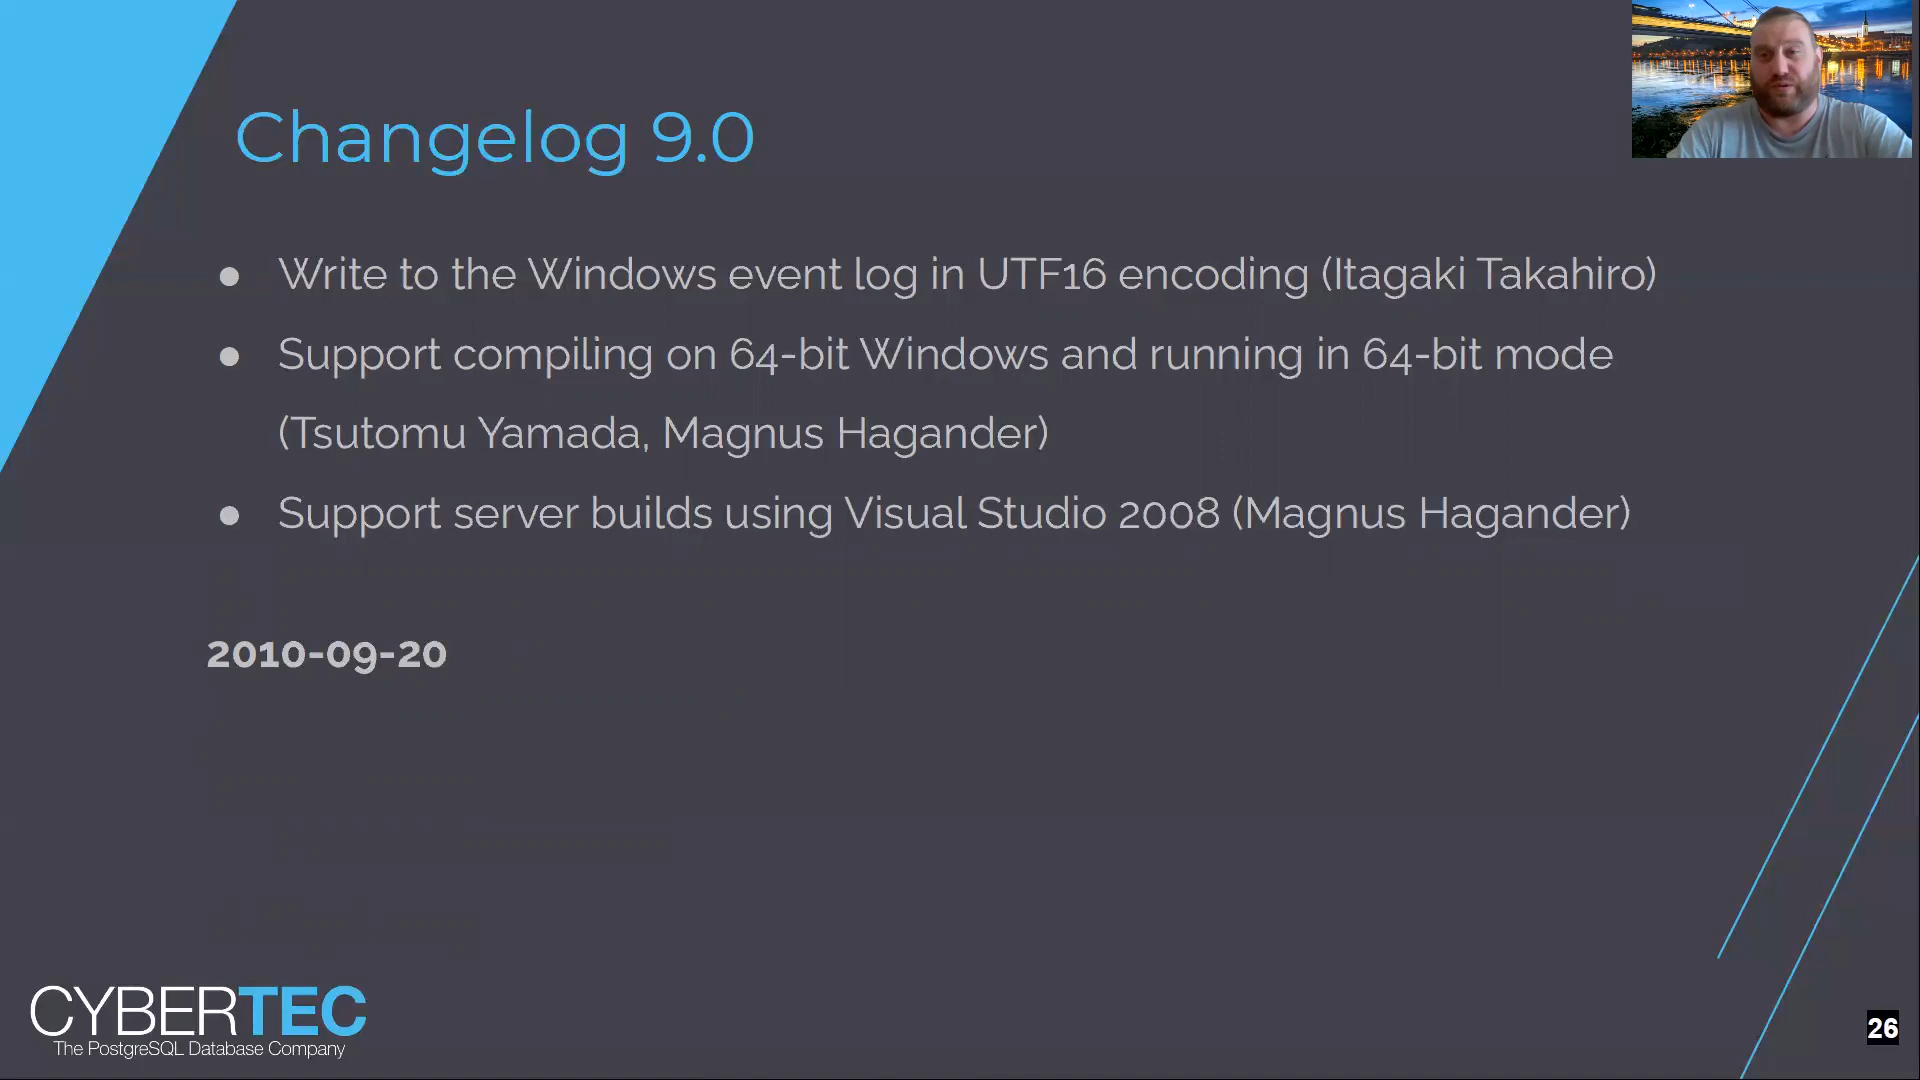 Changelog 9.0
● Write to the Windows event log in UTF16 encoding (Itagaki Takahiro)
● Support compiling on 64-bit Windows and running in 64-bit mode
(Tsutomu Yamada, Magnus Hagander)
● Support server builds using Visual Studio 2008 (Magnus Hagander)
2010-09-20
CYBERTEC
The PostgreSQL Database Company
26